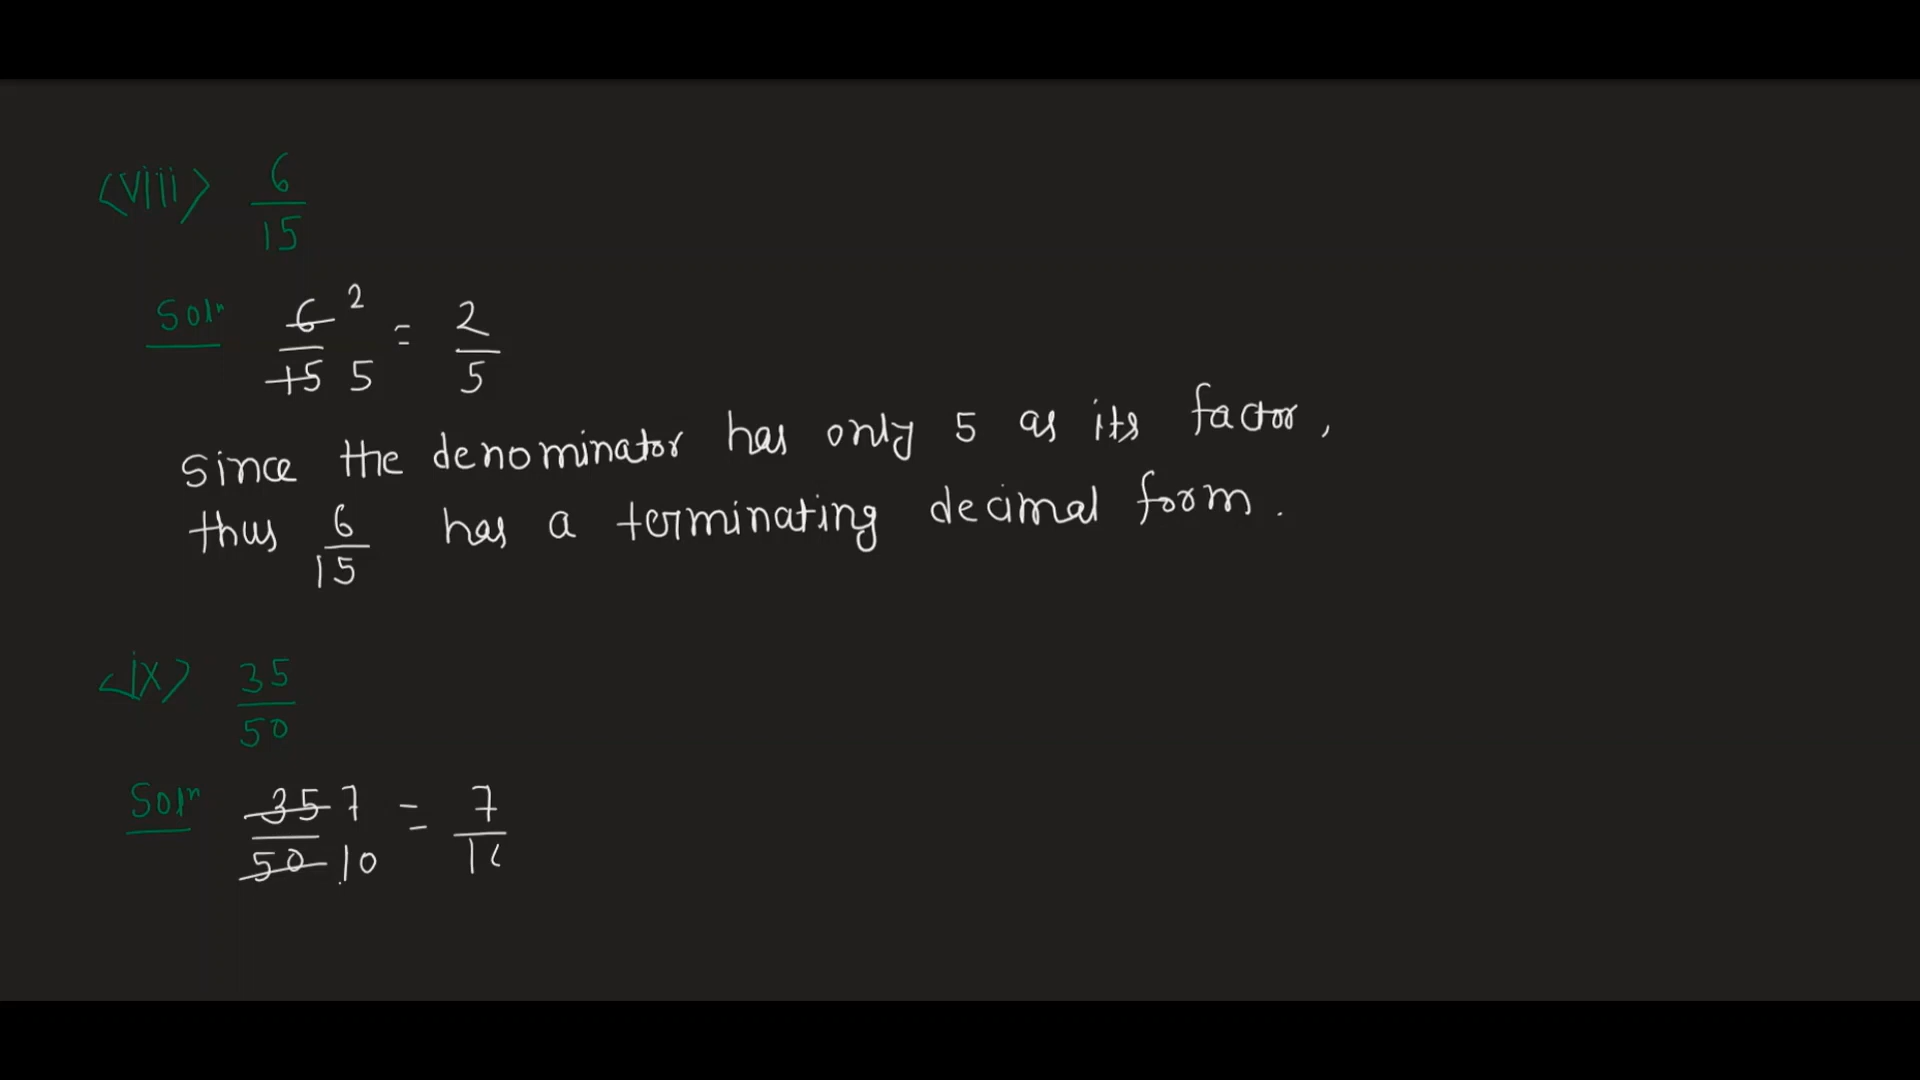 <viii> 6/15
Solⁿ 6/15 2 5 = 2/5
Since the denominator has only 5 as its factor,
thus 6/15 has a terminating decimal form.
<ix> 35/50
Solⁿ 35/50 7 10 = 7/1